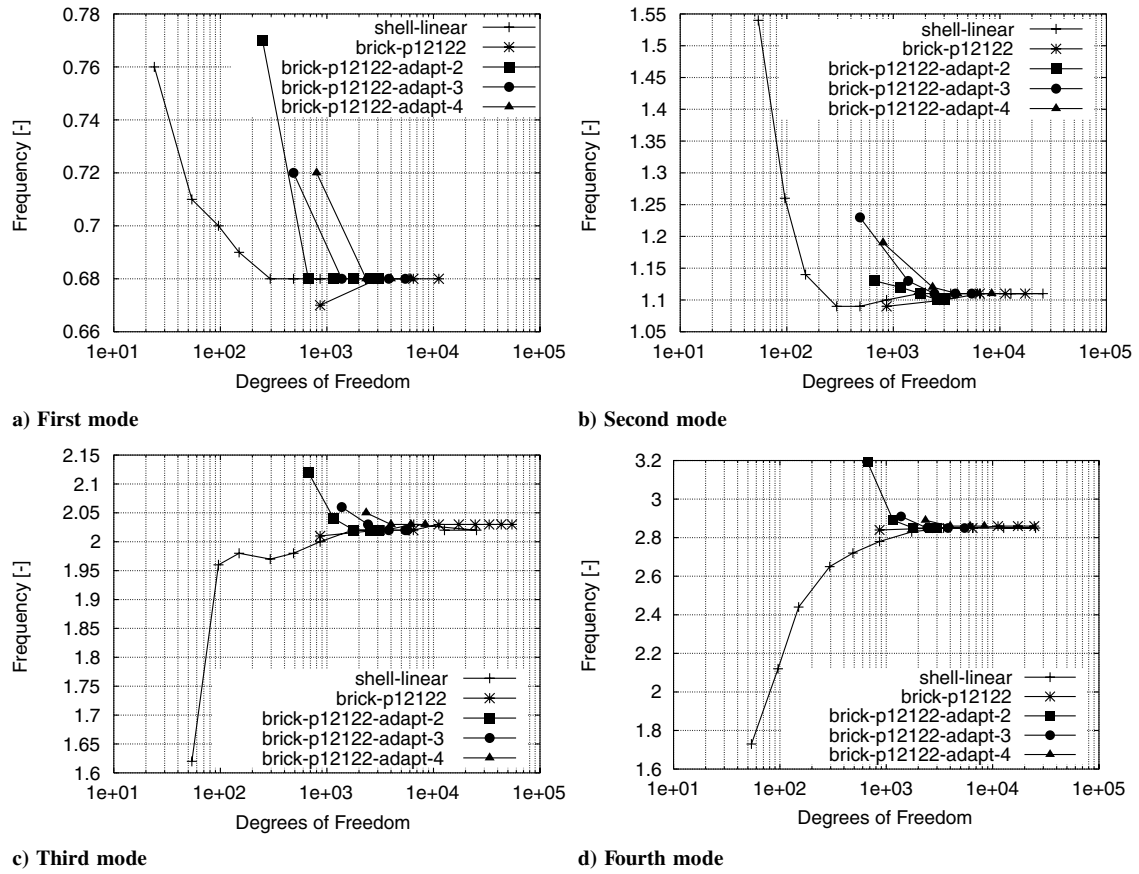 0.78
0.76
0.74
0.72
0.7
0.68
0.66
Frequency [-]
shell-linear
brick-p12122
brick-p12122-adapt-2
brick-p12122-adapt-3
brick-p12122-adapt-4
1e+01 1e+02 1e+03 1e+04 1e+05
Degrees of Freedom
a) First mode
1.55
1.5
1.45
1.4
1.35
1.3
1.25
1.2
1.15
1.1
1.05
Frequency [-]
shell-linear
brick-p12122
brick-p12122-adapt-2
brick-p12122-adapt-3
brick-p12122-adapt-4
1e+01 1e+02 1e+03 1e+04 1e+05
Degrees of Freedom
b) Second mode
2.15
2.1
2.05
2
1.95
1.9
1.85
1.8
1.75
1.7
1.65
1.6
Frequency [-]
shell-linear
brick-p12122
brick-p12122-adapt-2
brick-p12122-adapt-3
brick-p12122-adapt-4
1e+01 1e+02 1e+03 1e+04 1e+05
Degrees of Freedom
c) Third mode
3.2
3
2.8
2.6
2.4
2.2
2
1.8
1.6
Frequency [-]
shell-linear
brick-p12122
brick-p12122-adapt-2
brick-p12122-adapt-3
brick-p12122-adapt-4
1e+01 1e+02 1e+03 1e+04 1e+05
Degrees of Freedom
d) Fourth mode